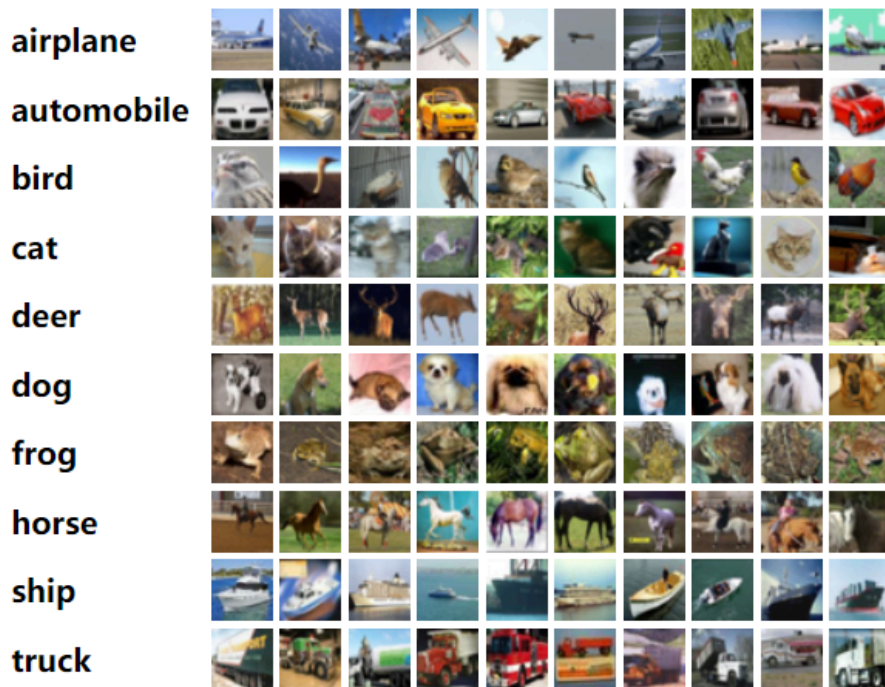 airplane
automobile
bird
cat
deer
dog
frog
horse
ship
truck